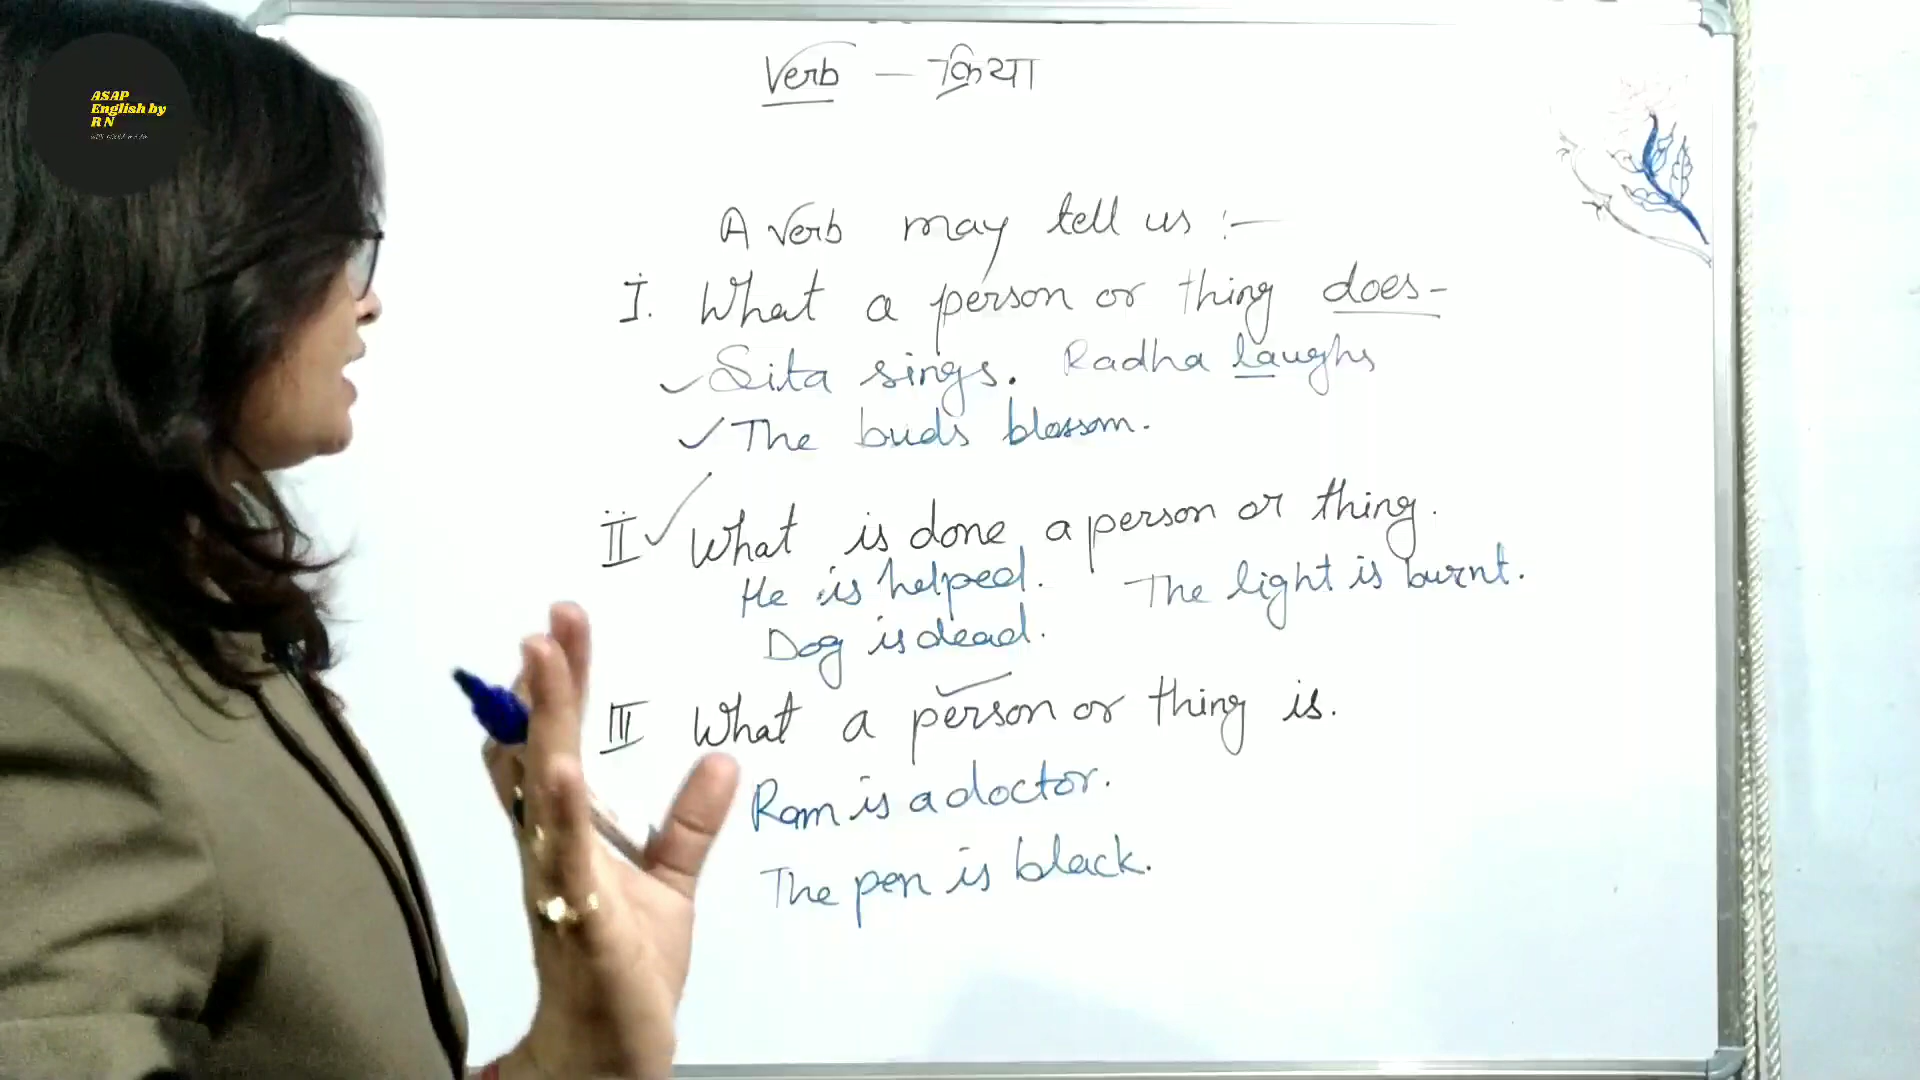 ASAP
English by
R N
Verb – क्रिया
A verb may tell us :–
I. What a person or thing does–
Sita sings. Radha laughs
The buds blossom.
II What is done a person or thing.
He is helped. The light is burnt.
Dog is dead.
III What a person or thing is.
Ram is a doctor.
The pen is black.